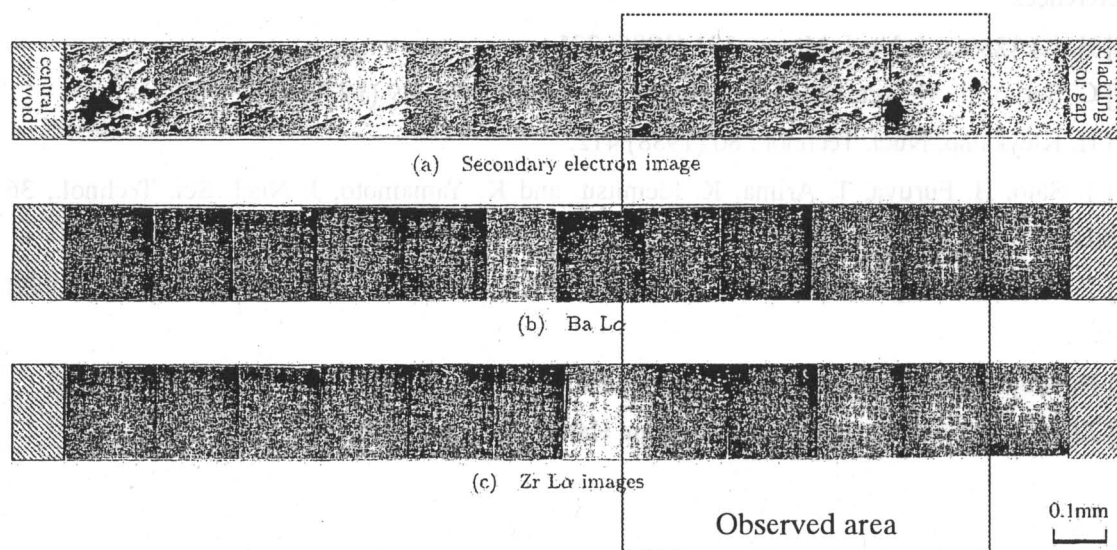 central
void
cladding
or gap
(a) Secondary electron image
(b) Ba Lα
(c) Zr Lα images
Observed area
0.1mm